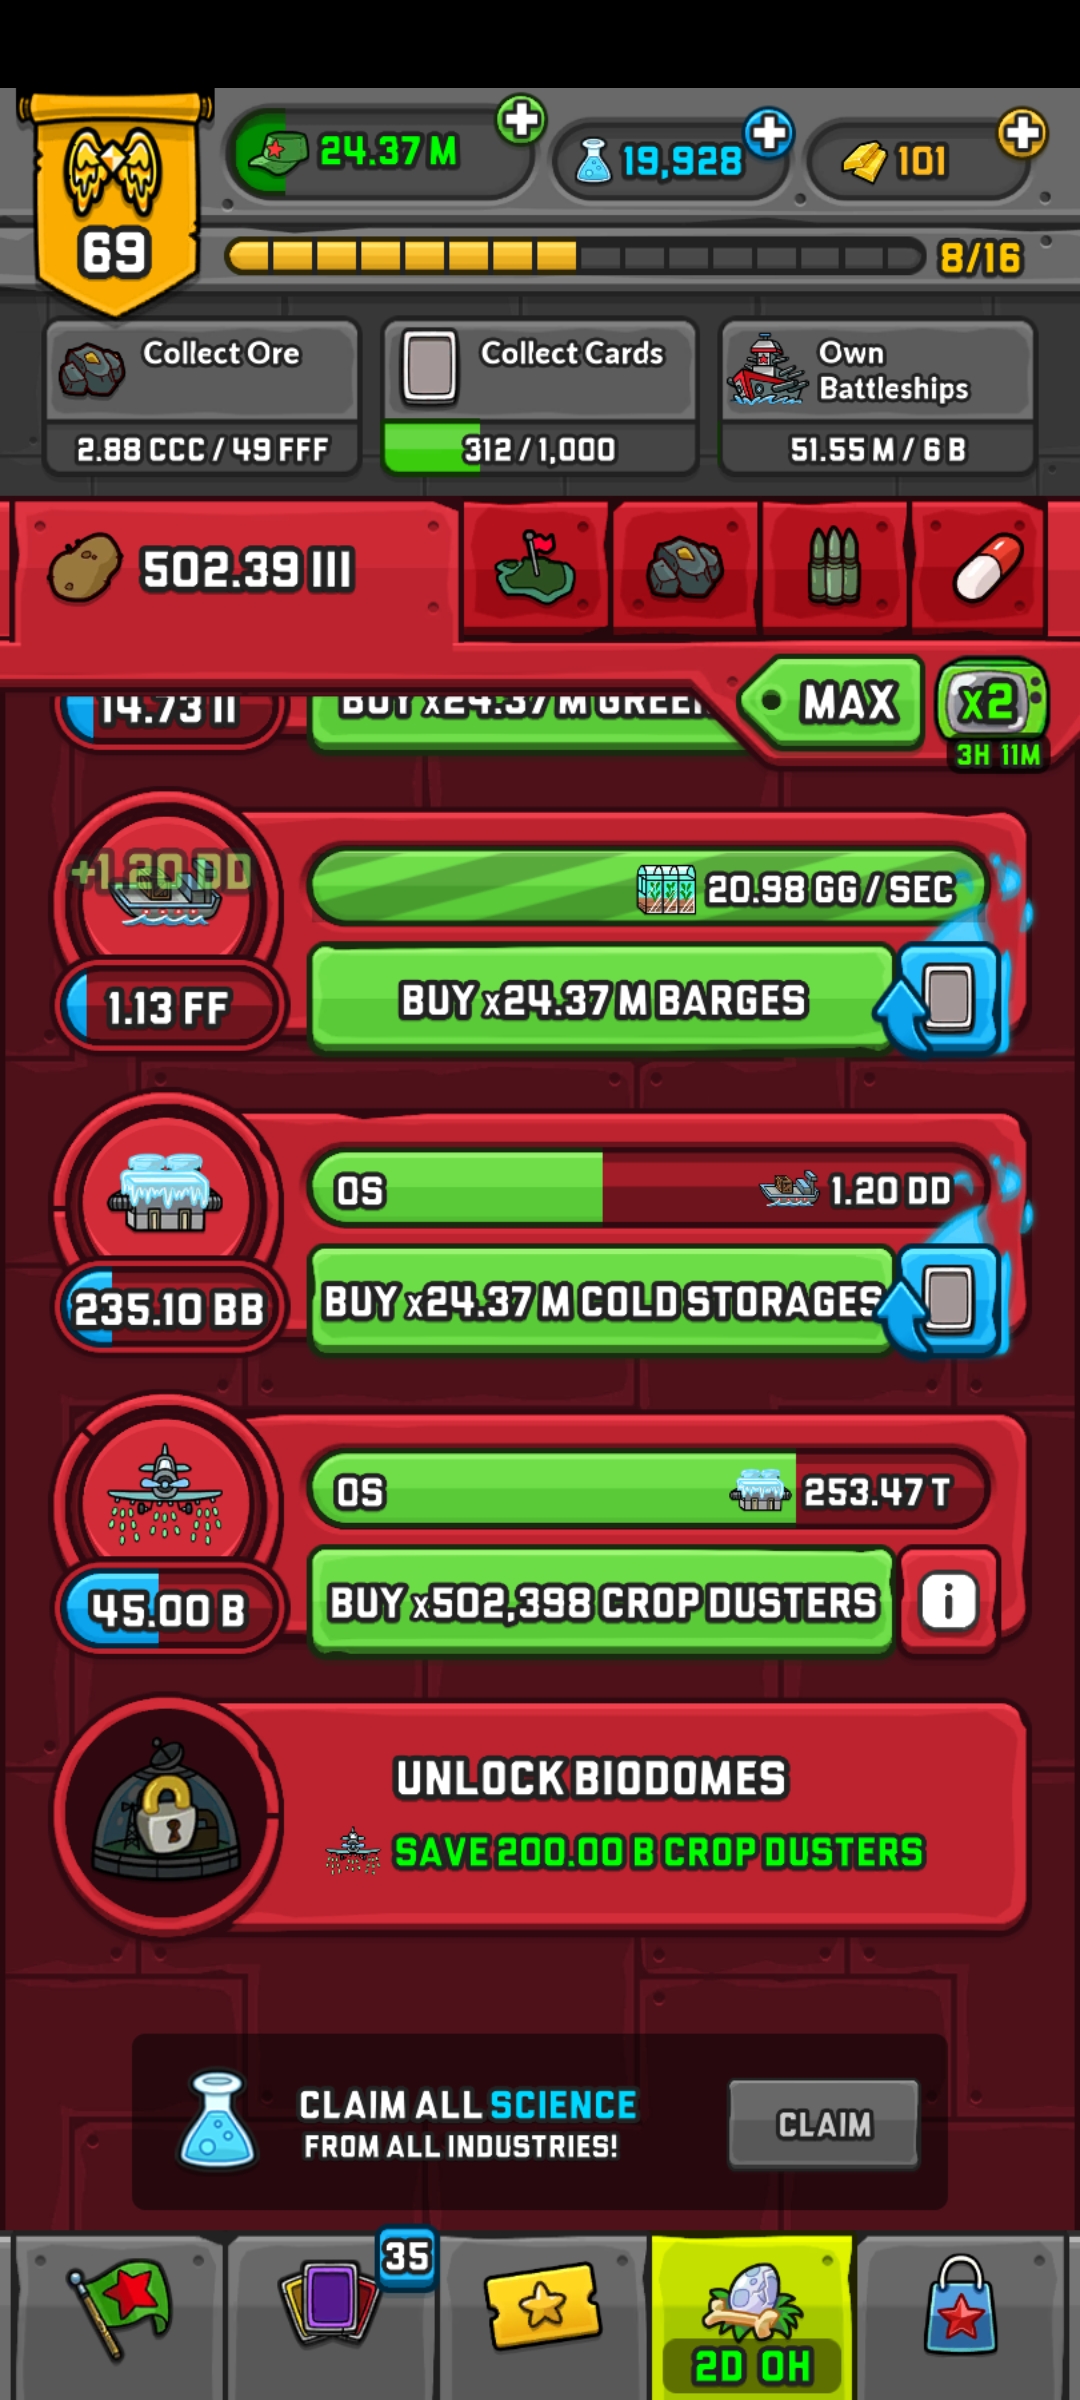 69
24.37 M
19,928
101
8/16
Collect Ore
2.88 CCC / 49 FFF
Collect Cards
312 / 1,000
Own
Battleships
51.55 M / 6 B
502.39 III
MAX
x2
3H 11M
14.73 II
BUY x24.37 M
+1.20 DD
20.98 GG / SEC
1.13 FF
BUY x24.37 M BARGES
0S
1.20 DD
235.10 BB
BUY x24.37 M COLD STORAGES
0S
253.47 T
45.00 B
BUY x502,398 CROP DUSTERS
i
UNLOCK BIODOMES
SAVE 200.00 B CROP DUSTERS
CLAIM ALL SCIENCE
FROM ALL INDUSTRIES!
CLAIM
35
2D 0H